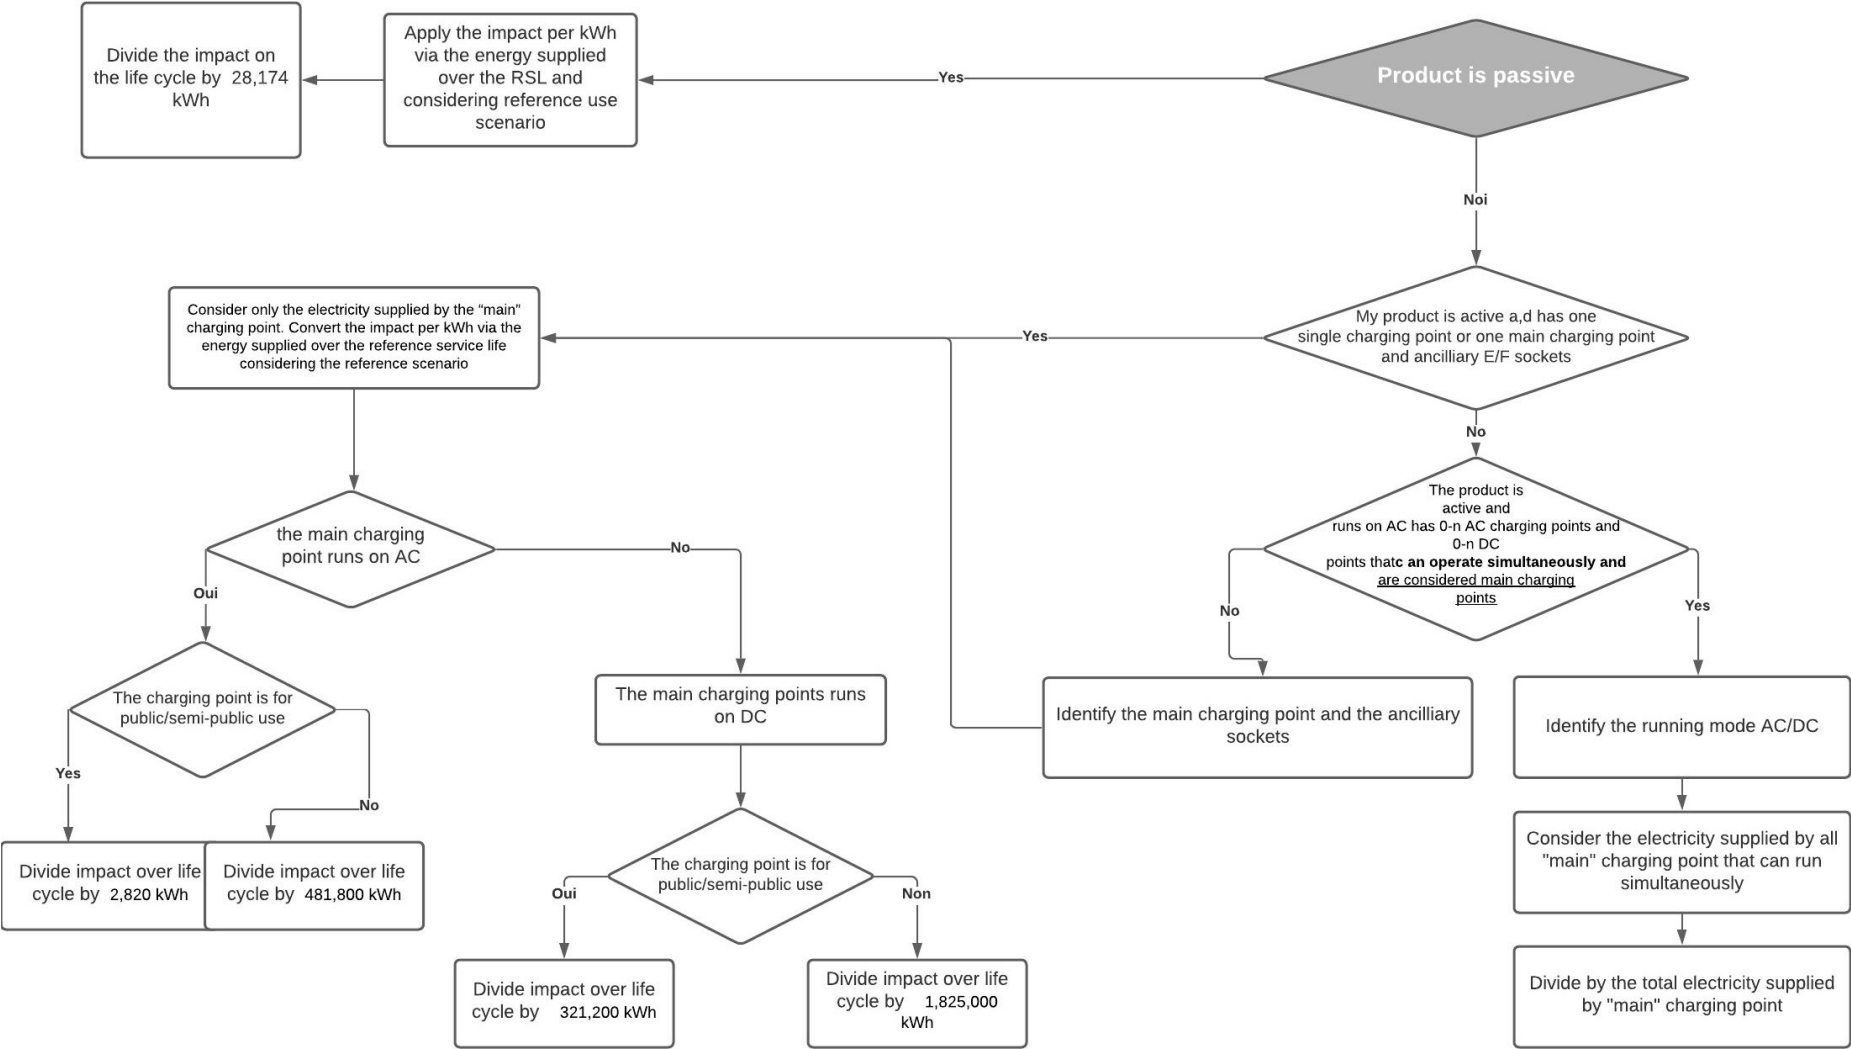 Divide the impact on
the life cycle by 28,174
kWh
Apply the impact per kWh
via the energy supplied
over the RSL and
considering reference use
scenario
Yes
Product is passive
Noi
Consider only the electricity supplied by the “main”
charging point. Convert the impact per kWh via the
energy supplied over the reference service life
considering the reference scenario
Yes
My product is active a,d has one
single charging point or one main charging point
and ancilliary E/F sockets
No
The product is
active and
runs on AC has 0-n AC charging points and
0-n DC
points thatc an operate simultaneously and
are considered main charging
points
the main charging
point runs on AC
No
Oui
No
Yes
The charging point is for
public/semi-public use
The main charging points runs
on DC
Identify the main charging point and the ancilliary
sockets
Identify the running mode AC/DC
Yes
No
Divide impact over life
cycle by 2,820 kWh
Divide impact over life
cycle by 481,800 kWh
The charging point is for
public/semi-public use
Oui
Non
Consider the electricity supplied by all
"main" charging point that can run
simultaneously
Divide impact over life
cycle by 321,200 kWh
Divide impact over life
cycle by 1,825,000
kWh
Divide by the total electricity supplied
by "main" charging point